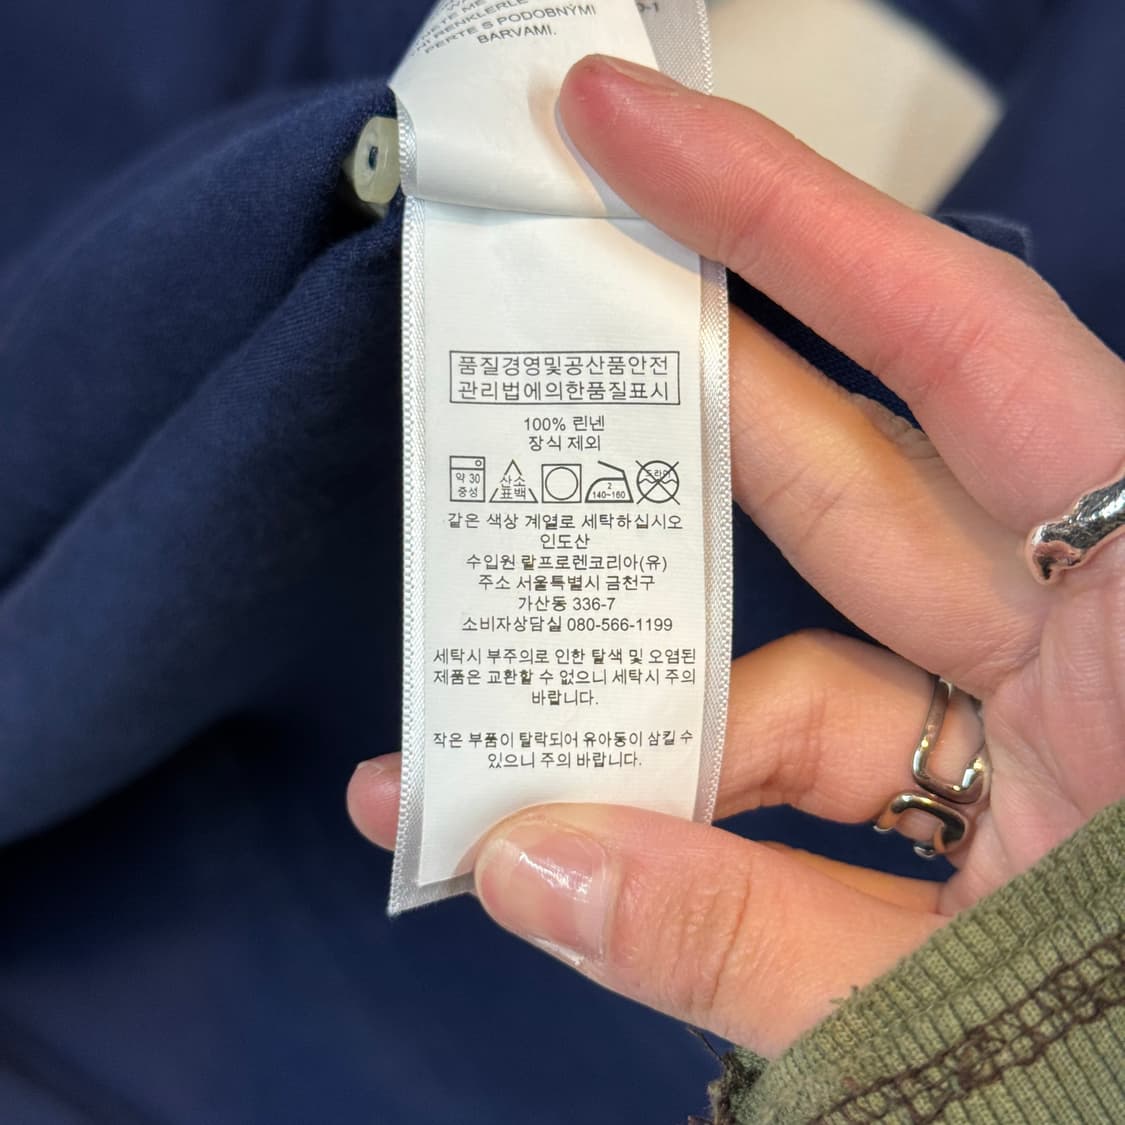 RENKLERLE
PERTE S PODOBNÝMI
BARVAMI.
품질경영및공산품안전
관리법에의한품질표시
100% 린넨
장식 제외
약 30
중성
산소
표백
2
140~160
드라이
같은 색상 계열로 세탁하십시오
인도산
수입원 랄프로렌코리아(유)
주소 서울특별시 금천구
가산동 336-7
소비자상담실 080-566-1199
세탁시 부주의로 인한 탈색 및 오염된
제품은 교환할 수 없으니 세탁시 주의
바랍니다.
작은 부품이 탈락되어 유아동이 삼킬 수
있으니 주의 바랍니다.